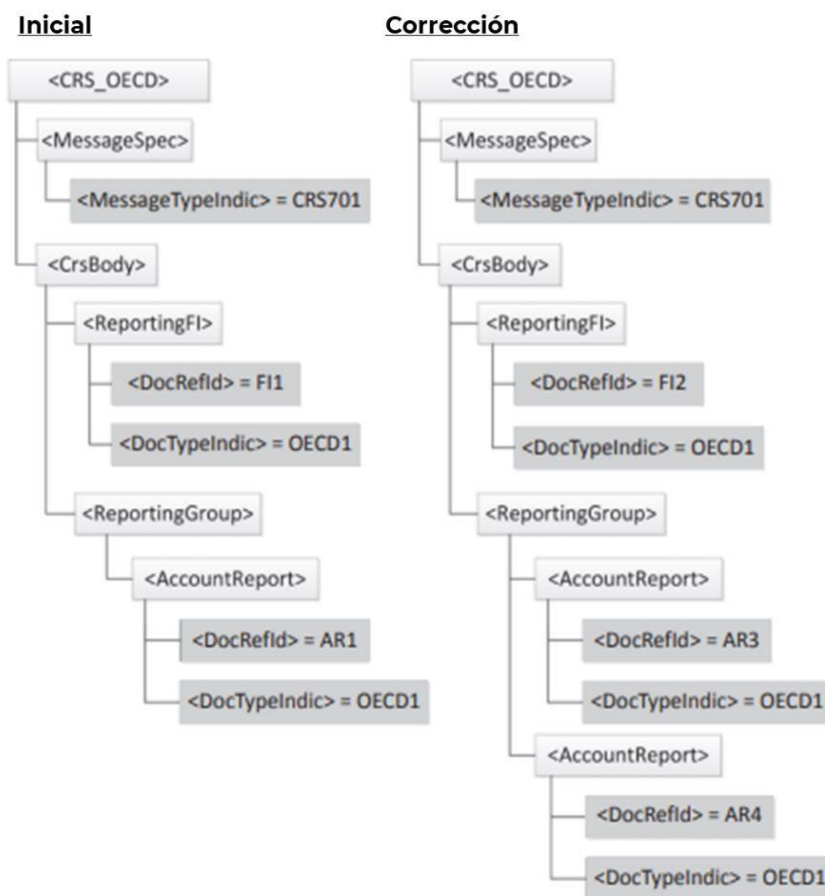 Inicial
<CRS_OECD>
<MessageSpec>
<MessageTypeIndic> = CRS701
<CrsBody>
<ReportingFI>
<DocRefId> = FI1
<DocTypeIndic> = OECD1
<ReportingGroup>
<AccountReport>
<DocRefId> = AR1
<DocTypeIndic> = OECD1
Corrección
<CRS_OECD>
<MessageSpec>
<MessageTypeIndic> = CRS701
<CrsBody>
<ReportingFI>
<DocRefId> = FI2
<DocTypeIndic> = OECD1
<ReportingGroup>
<AccountReport>
<DocRefId> = AR3
<DocTypeIndic> = OECD1
<AccountReport>
<DocRefId> = AR4
<DocTypeIndic> = OECD1